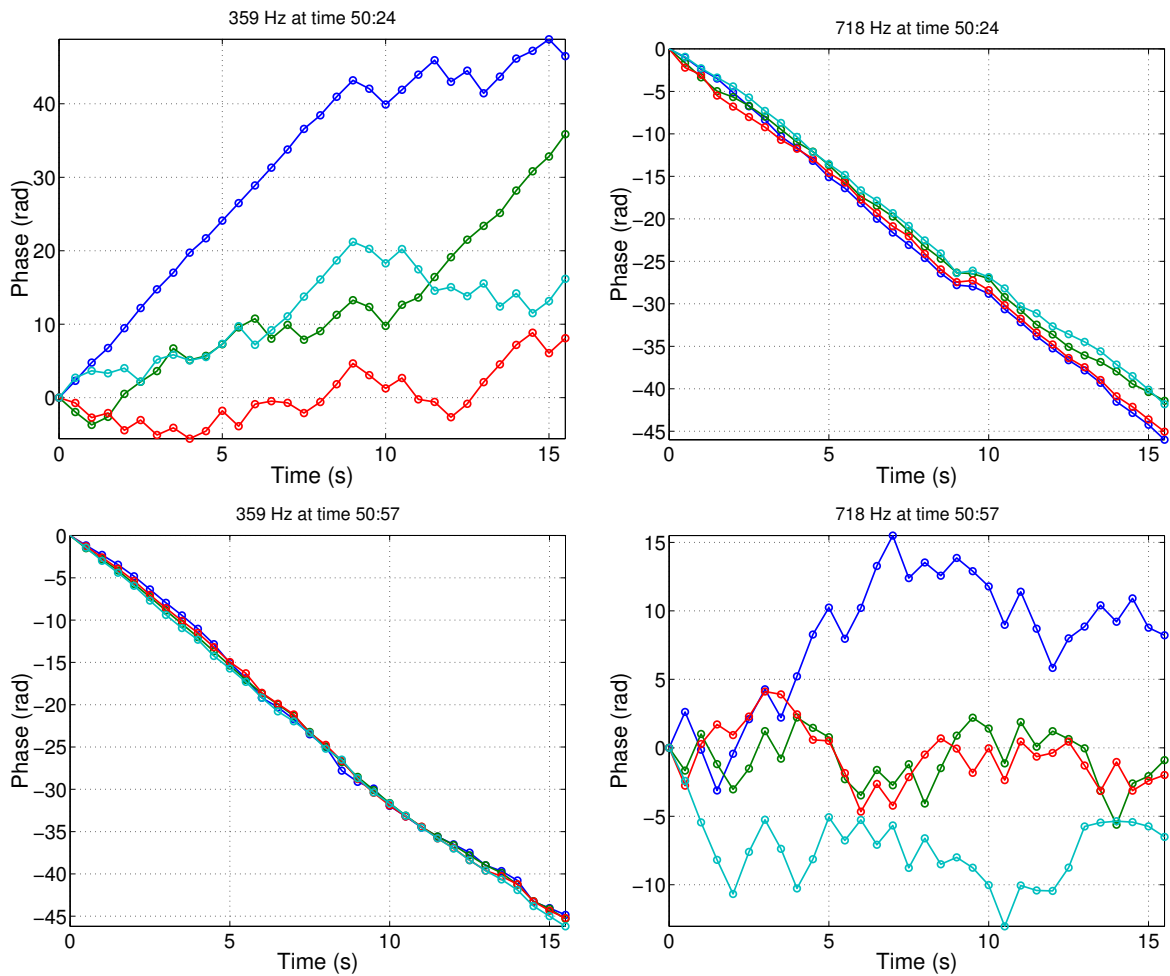 359 Hz at time 50:24
Phase (rad)
40
30
20
10
0
0 5 10 15
Time (s)
718 Hz at time 50:24
Phase (rad)
0
−5
−10
−15
−20
−25
−30
−35
−40
−45
0 5 10 15
Time (s)
359 Hz at time 50:57
Phase (rad)
0
−5
−10
−15
−20
−25
−30
−35
−40
−45
0 5 10 15
Time (s)
718 Hz at time 50:57
Phase (rad)
15
10
5
0
−5
−10
0 5 10 15
Time (s)